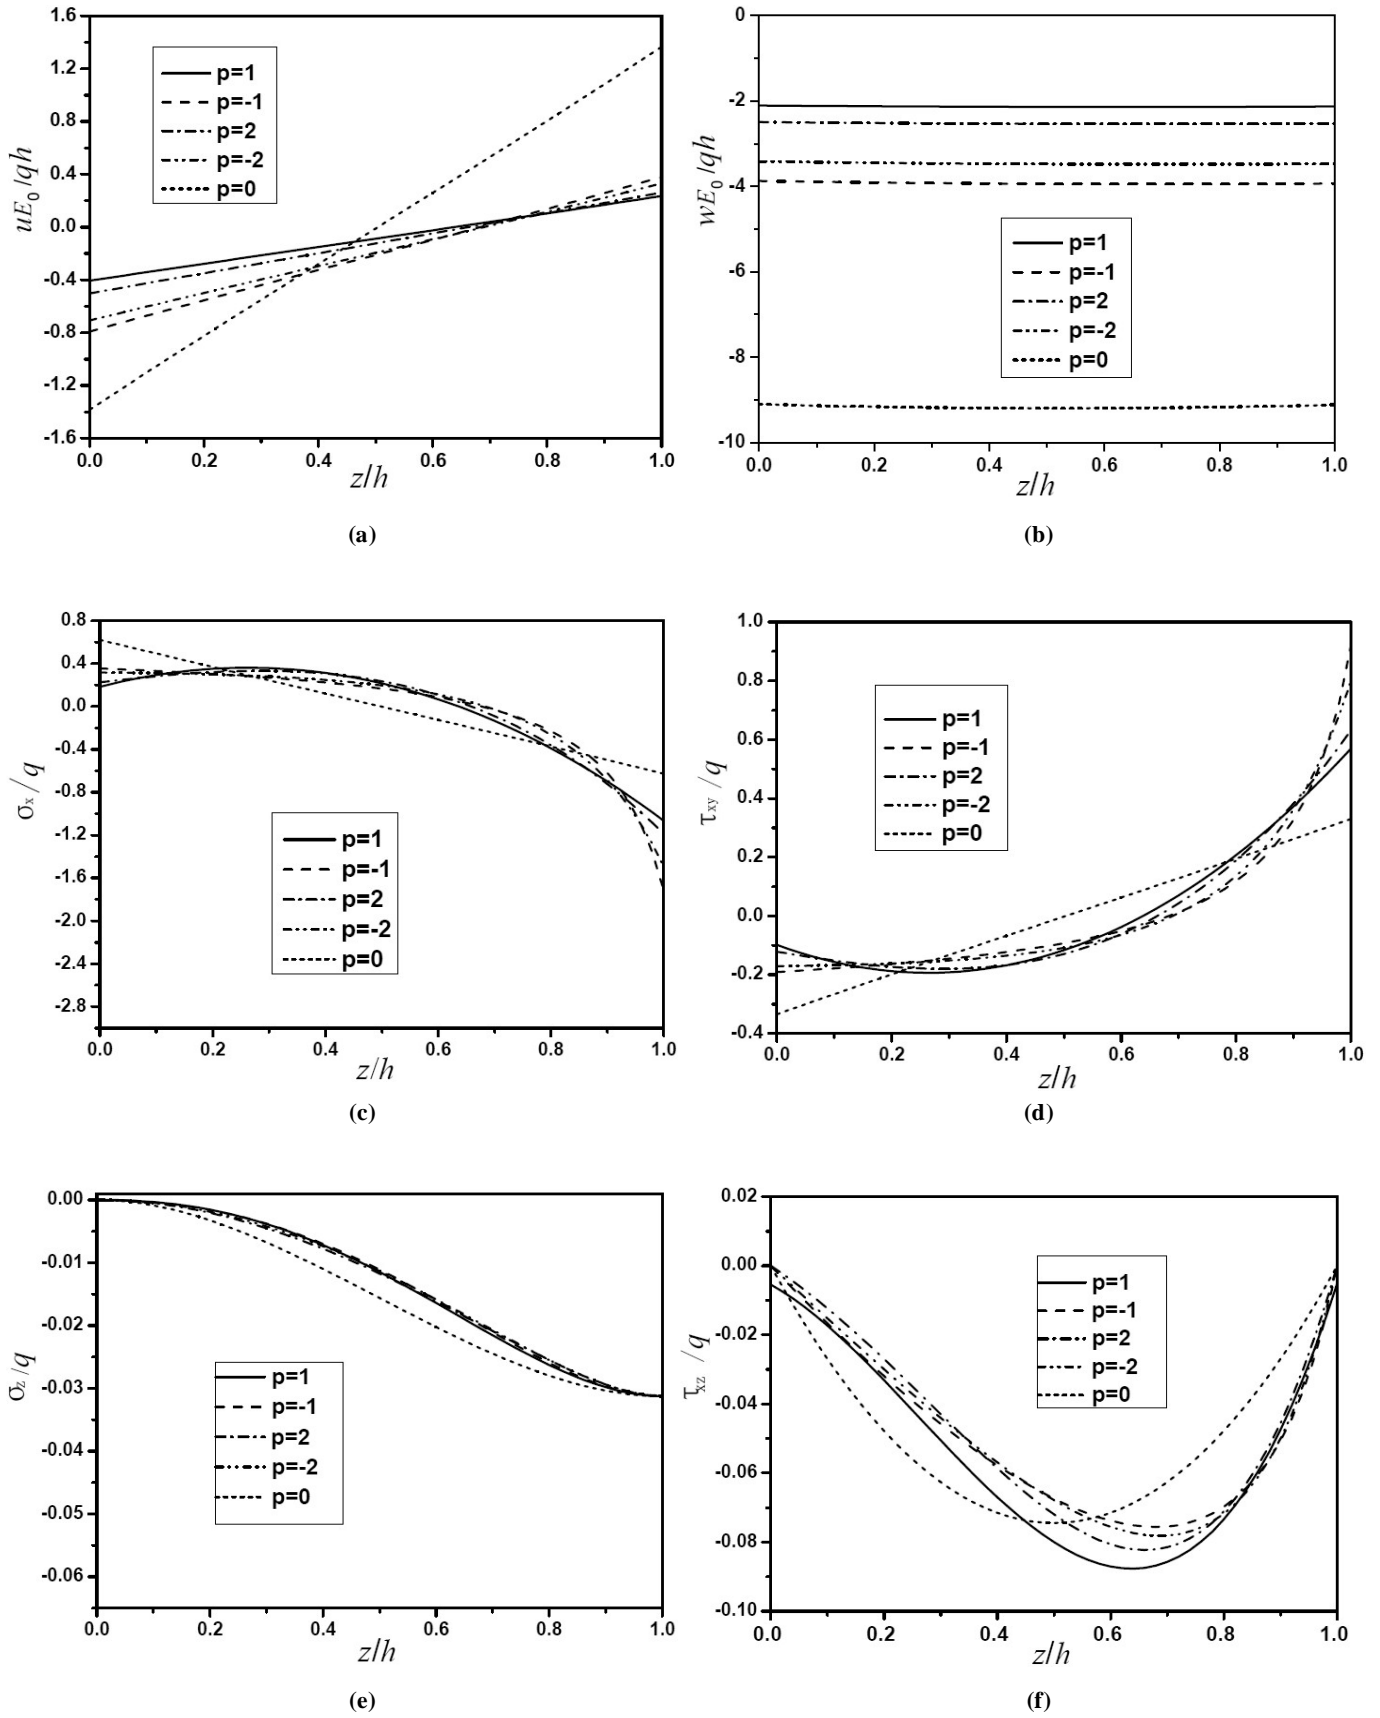 1.6
1.2
0.8
0.4
0.0
-0.4
-0.8
-1.2
-1.6
uE0/qh
p=1
p=-1
p=2
p=-2
p=0
0.0 0.2 0.4 0.6 0.8 1.0
z/h
(a)
0
-2
-4
-6
-8
-10
wE0/qh
p=1
p=-1
p=2
p=-2
p=0
0.0 0.2 0.4 0.6 0.8 1.0
z/h
(b)
0.8
0.4
0.0
-0.4
-0.8
-1.2
-1.6
-2.0
-2.4
-2.8
σx/q
p=1
p=-1
p=2
p=-2
p=0
0.0 0.2 0.4 0.6 0.8 1.0
z/h
(c)
1.0
0.8
0.6
0.4
0.2
0.0
-0.2
-0.4
τxy/q
p=1
p=-1
p=2
p=-2
p=0
0.0 0.2 0.4 0.6 0.8 1.0
z/h
(d)
0.00
-0.01
-0.02
-0.03
-0.04
-0.05
-0.06
σz/q
p=1
p=-1
p=2
p=-2
p=0
0.0 0.2 0.4 0.6 0.8 1.0
z/h
(e)
0.02
0.00
-0.02
-0.04
-0.06
-0.08
-0.10
τxz/q
p=1
p=-1
p=2
p=-2
p=0
0.0 0.2 0.4 0.6 0.8 1.0
z/h
(f)